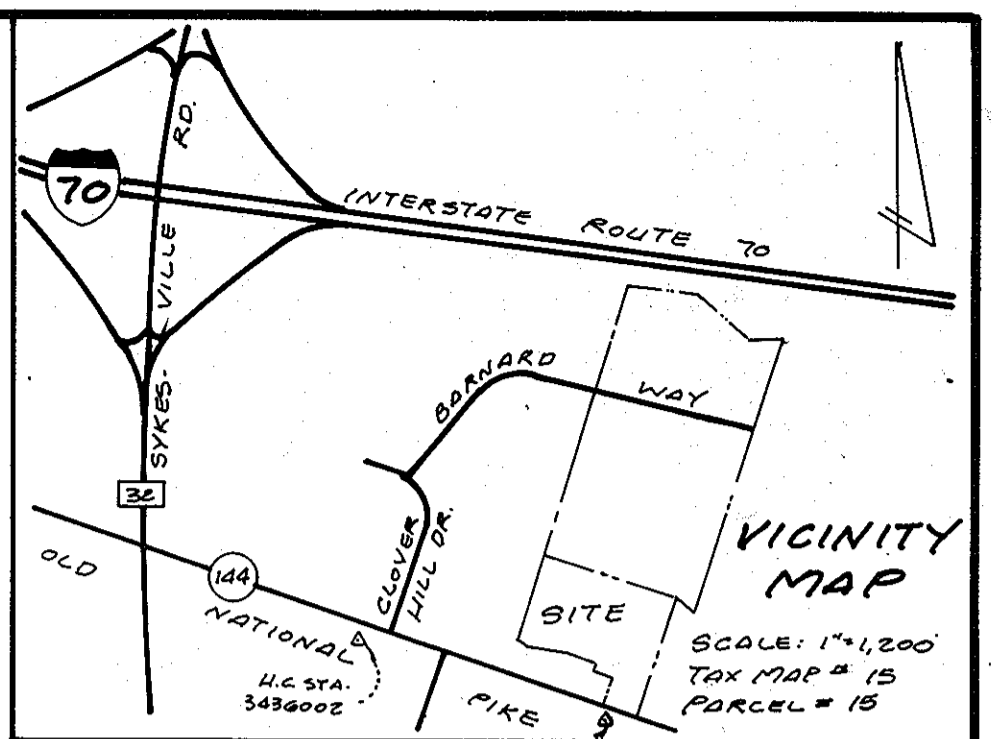 70
SYKES-VILLE RD.
INTERSTATE ROUTE 70
BARNARD WAY
32
CLOVER HILL DR.
OLD NATIONAL PIKE
144
H.C. STA.
3436002
SITE
VICINITY
MAP
SCALE: 1"=1,200'
TAX MAP # 15
PARCEL = 15